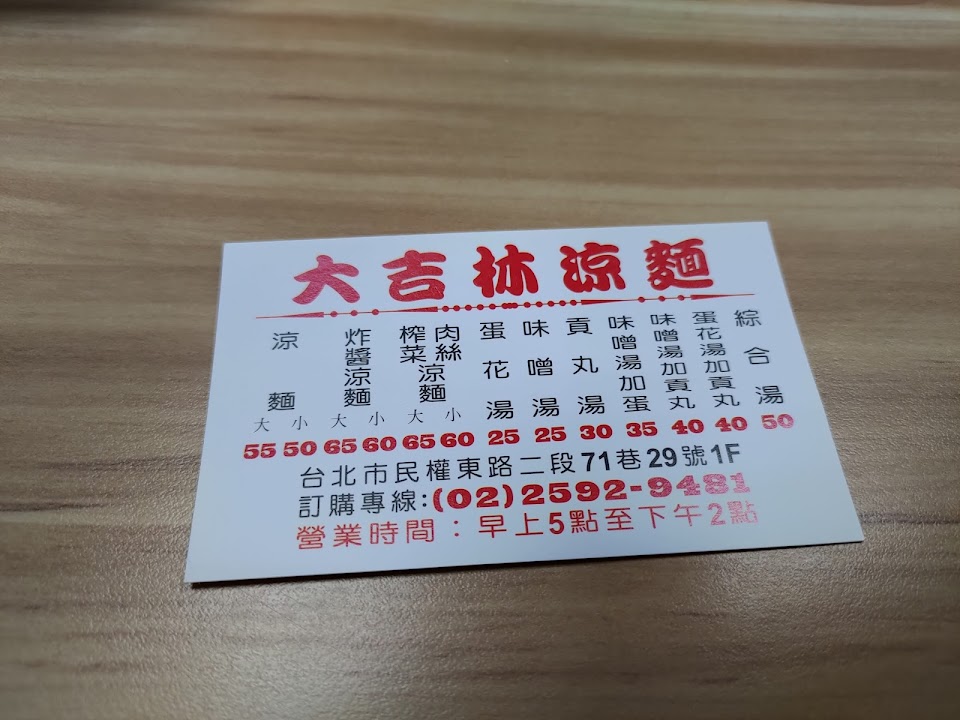 大吉林涼麵
涼麵 炸醬涼麵 榨菜肉絲涼麵 蛋花湯 味噌湯 貢丸湯 味噌湯加蛋 味噌湯加貢丸 蛋花湯加貢丸 綜合湯
大 小 大 小 大 小
55 50 65 60 65 60 25 25 30 35 40 40 50
台北市民權東路二段71巷29號1F
訂購專線:(02)2592-9481
營業時間：早上5點至下午2點